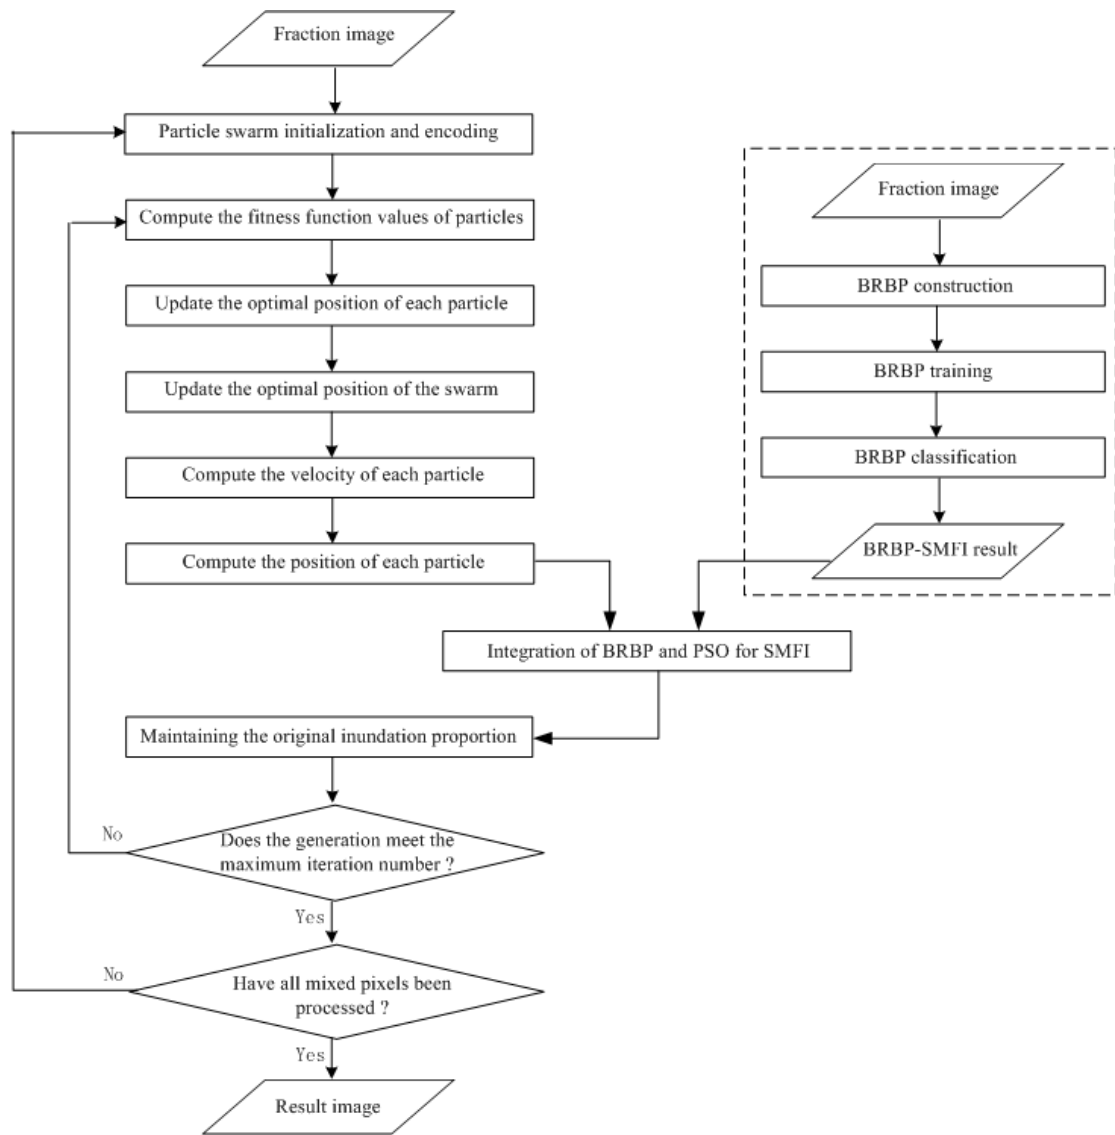 Fraction image
Particle swarm initialization and encoding
Compute the fitness function values of particles
Update the optimal position of each particle
Update the optimal position of the swarm
Compute the velocity of each particle
Compute the position of each particle
Fraction image
BRBP construction
BRBP training
BRBP classification
BRBP-SMFI result
Integration of BRBP and PSO for SMFI
Maintaining the original inundation proportion
No
Does the generation meet the
maximum iteration number ?
Yes
No
Have all mixed pixels been
processed ?
Yes
Result image